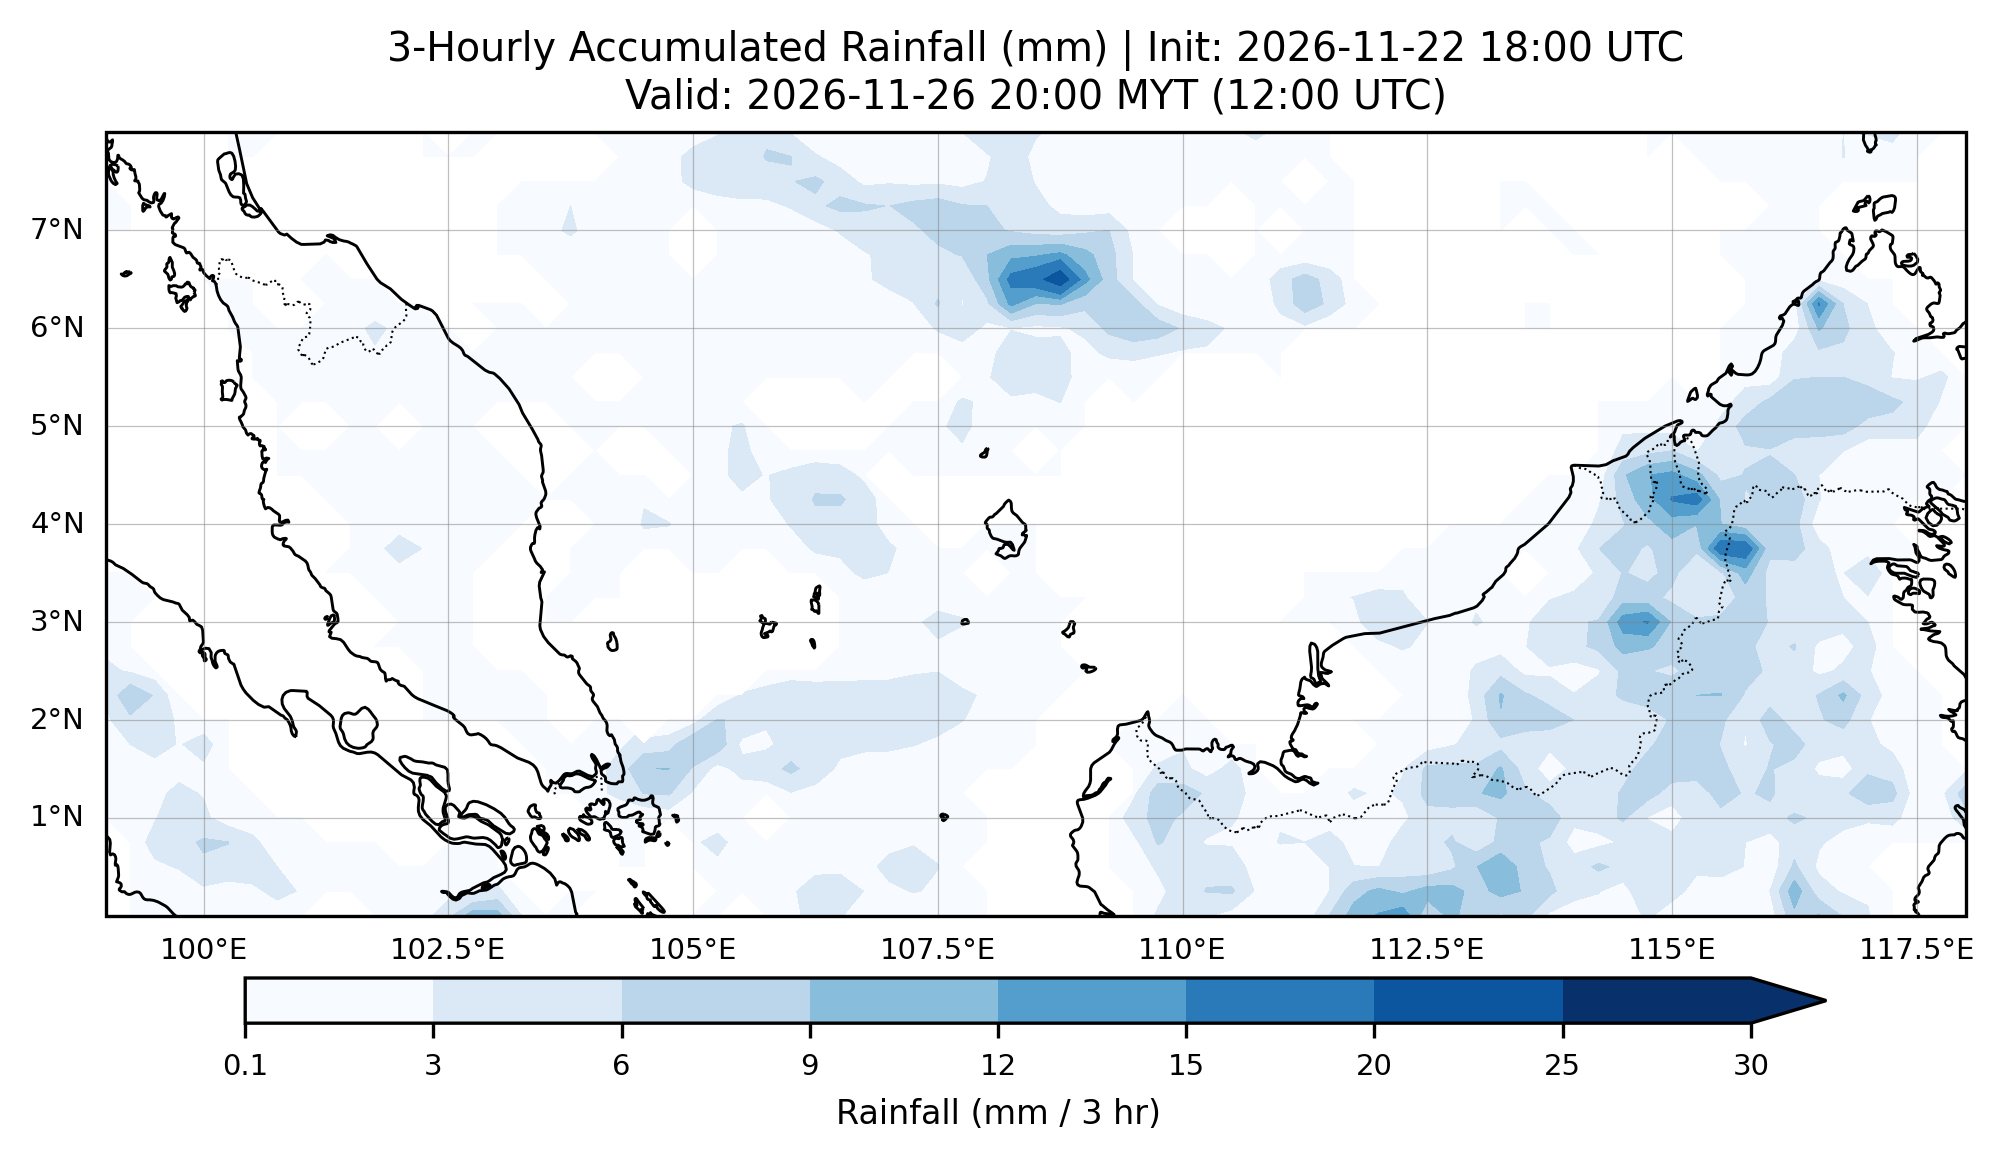 3-Hourly Accumulated Rainfall (mm) | Init: 2026-11-22 18:00 UTC
Valid: 2026-11-26 20:00 MYT (12:00 UTC)
7°N
6°N
5°N
4°N
3°N
2°N
1°N
100°E 102.5°E 105°E 107.5°E 110°E 112.5°E 115°E 117.5°E
0.1 3 6 9 12 15 20 25 30
Rainfall (mm / 3 hr)